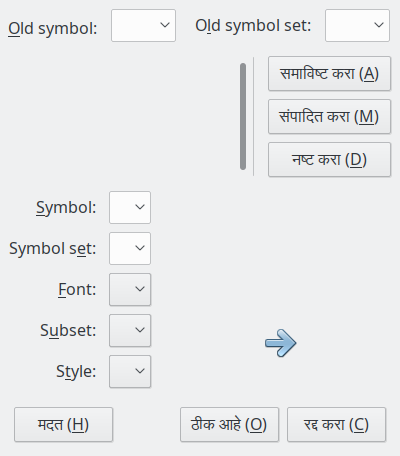 Old symbol: Old symbol set:
समाविष्ट करा (A)
संपादित करा (M)
नष्ट करा (D)
Symbol:
Symbol set:
Font:
Subset:
Style:
मदत (H) ठीक आहे (O) रद्द करा (C)